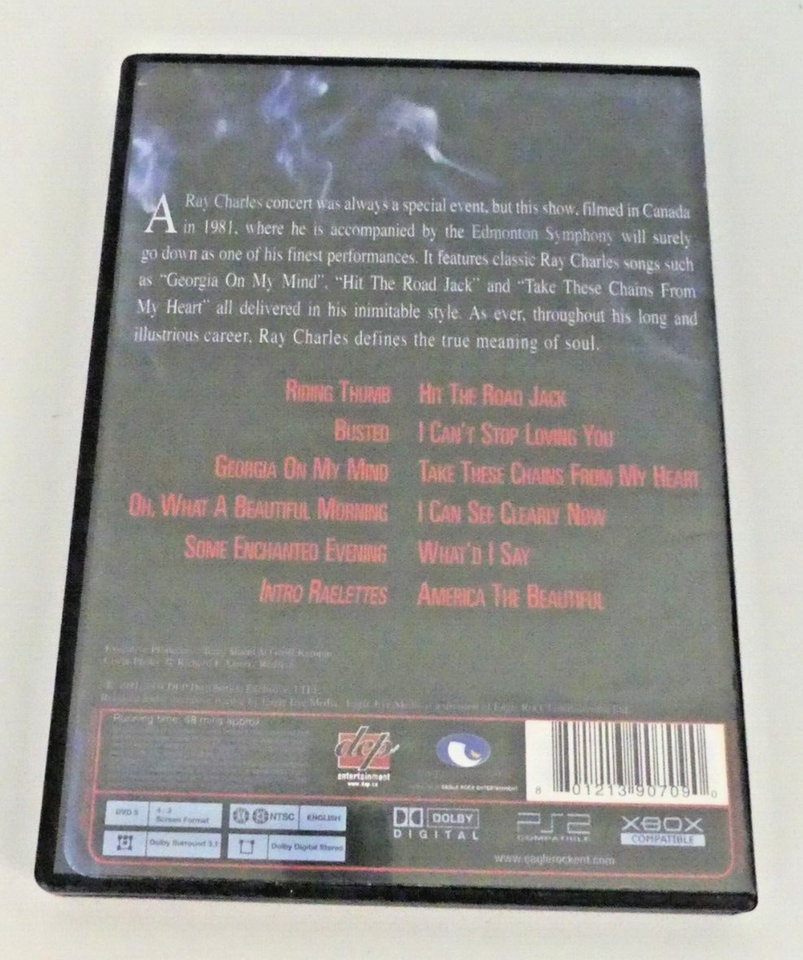 A Ray Charles concert was always a special event, but this show, filmed in Canada
in 1981, where he is accompanied by the Edmonton Symphony will surely
go down as one of his finest performances. It features classic Ray Charles songs such
as "Georgia On My Mind", "Hit The Road Jack" and "Take These Chains From
My Heart" all delivered in his inimitable style. As ever, throughout his long and
illustrious career, Ray Charles defines the true meaning of soul.
Riding Thumb
Hit The Road Jack
Busted
I Can't Stop Loving You
Georgia On My Mind
Take These Chains From My Heart
Oh, What A Beautiful Morning
I Can See Clearly Now
Some Enchanted Evening
What'd I Say
Intro Raelettes
America The Beautiful
Running time: 48 mins approx
dep
entertainment
www.dep.ca
EAGLE ROCK ENTERTAINMENT
8 01213 90709 0
DVD 5
4:3
Screen Format
NTSC
ENGLISH
Dolby Surround 5.1
Dolby Digital Stereo
DOLBY
DIGITAL
PS2
COMPATIBLE
XBOX
COMPATIBLE
www.eaglerockent.com